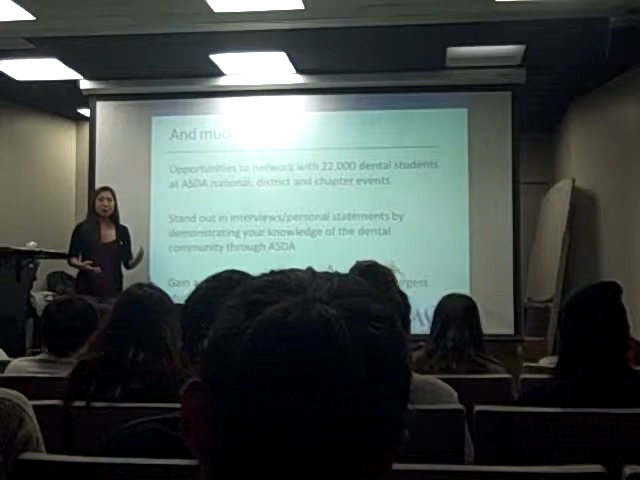 And muc
Opportunities to network with 22,000 dental students
at ASDA national, district and chapter events
Stand out in interviews/personal statements by
demonstrating your knowledge of the dental
community through ASDA
Gain a